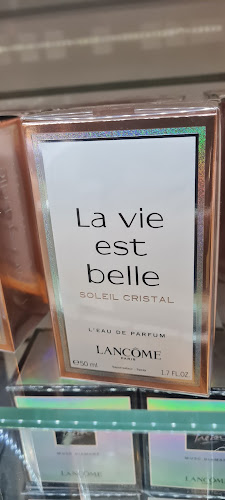 La vie
est
belle
SOLEIL CRISTAL
L'EAU DE PARFUM
LANCÔME
PARIS
℮50 ml
1.7 FL.OZ
LANCÔME
LANCÔME